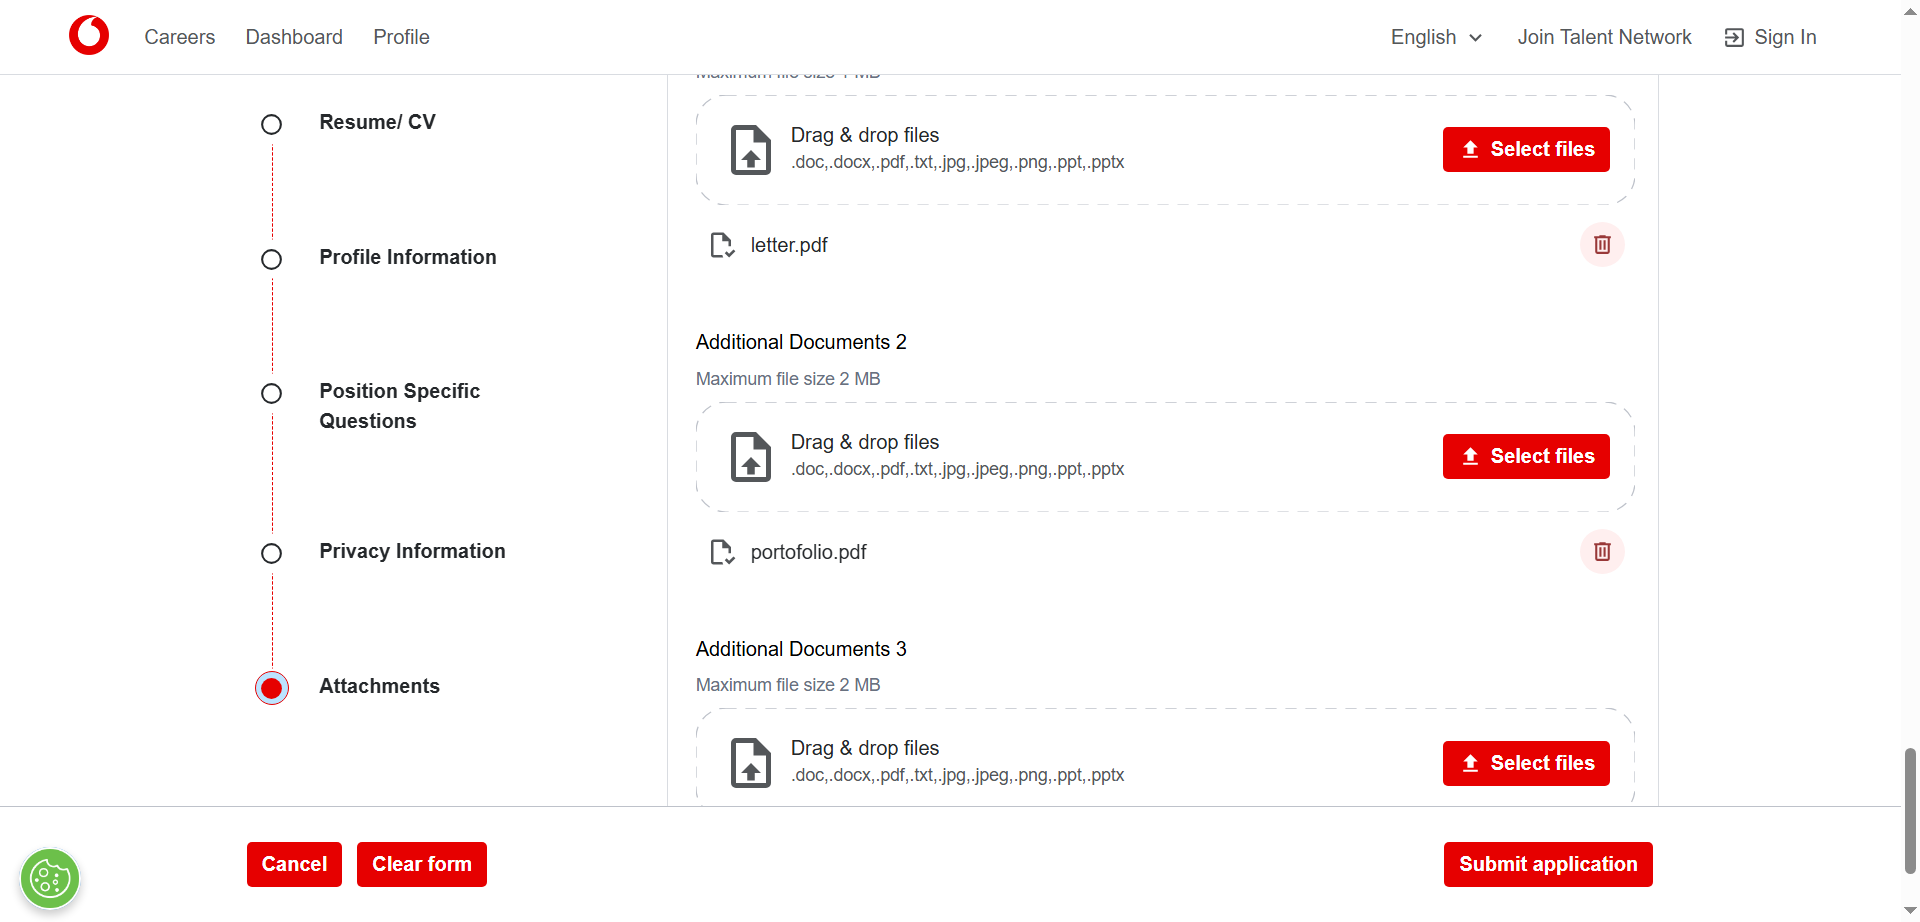 Careers
Dashboard
Profile
English
Join Talent Network
Sign In
Resume/ CV
Profile Information
Position Specific
Questions
Privacy Information
Attachments
Drag & drop files
.doc,.docx,.pdf,.txt,.jpg,.jpeg,.png,.ppt,.pptx
Select files
letter.pdf
Additional Documents 2
Maximum file size 2 MB
Drag & drop files
.doc,.docx,.pdf,.txt,.jpg,.jpeg,.png,.ppt,.pptx
Select files
portofolio.pdf
Additional Documents 3
Maximum file size 2 MB
Drag & drop files
.doc,.docx,.pdf,.txt,.jpg,.jpeg,.png,.ppt,.pptx
Select files
Cancel
Clear form
Submit application